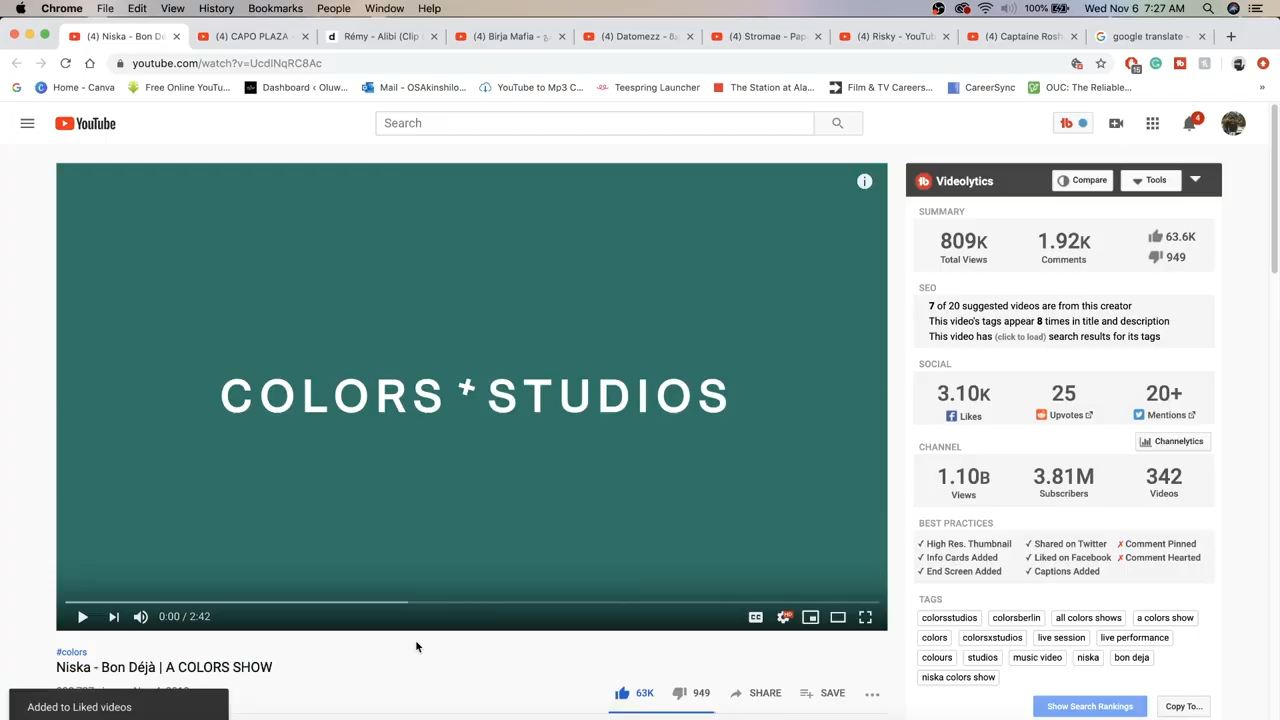 Chrome File Edit View History Bookmarks People Window Help 100% Wed Nov 6 7:27 AM
(4) Niska - Bon Dé (4) CAPO PLAZA - Rémy - Alibi (Clip (4) Birja Mafia - (4) Datomezz - 8 (4) Stromae - Pap (4) Risky - YouTub (4) Captaine Rosh google translate -
youtube.com/watch?v=UcdlNqRC8Ac 15
Home - Canva Free Online YouTu... Dashboard ‹ Oluw... Mail - OSAkinshilo... YouTube to Mp3 C... Teespring Launcher The Station at Ala... Film & TV Careers... CareerSync OUC: The Reliable... »
YouTube Search 4
Videolytics Compare Tools
SUMMARY
809K 1.92K 63.6K
Total Views Comments 949
SEO
7 of 20 suggested videos are from this creator
This video's tags appear 8 times in title and description
This video has (click to load) search results for its tags
SOCIAL
3.10K 25 20+
Likes Upvotes Mentions
COLORS + STUDIOS
CHANNEL Channelytics
1.10B 3.81M 342
Views Subscribers Videos
BEST PRACTICES
✓ High Res. Thumbnail ✓ Shared on Twitter ✗ Comment Pinned
✓ Info Cards Added ✓ Liked on Facebook ✗ Comment Hearted
✓ End Screen Added ✓ Captions Added
TAGS
colorsstudios colorsberlin all colors shows a colors show
colors colorsxstudios live session live performance
colours studios music video niska bon deja
niska colors show
Show Search Rankings Copy To...
0:00 / 2:42 CC HD
#colors
Niska - Bon Déjà | A COLORS SHOW
63K 949 SHARE SAVE
Added to Liked videos